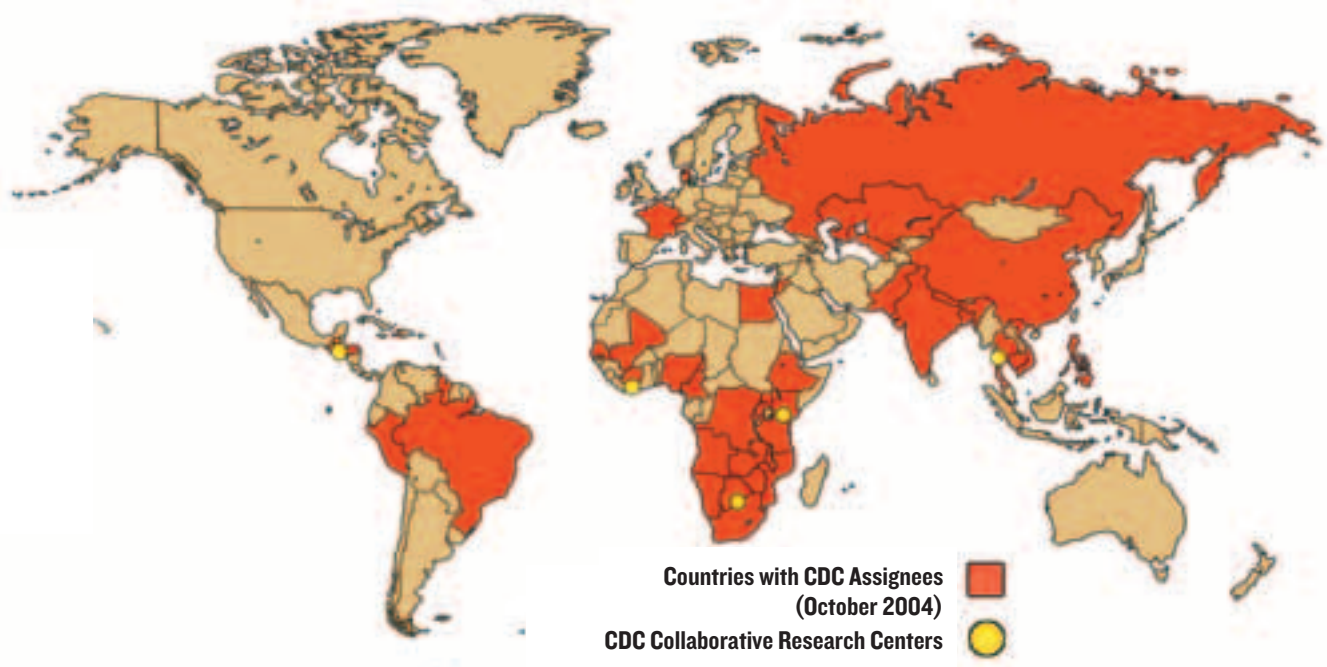 Countries with CDC Assignees
(October 2004)
CDC Collaborative Research Centers